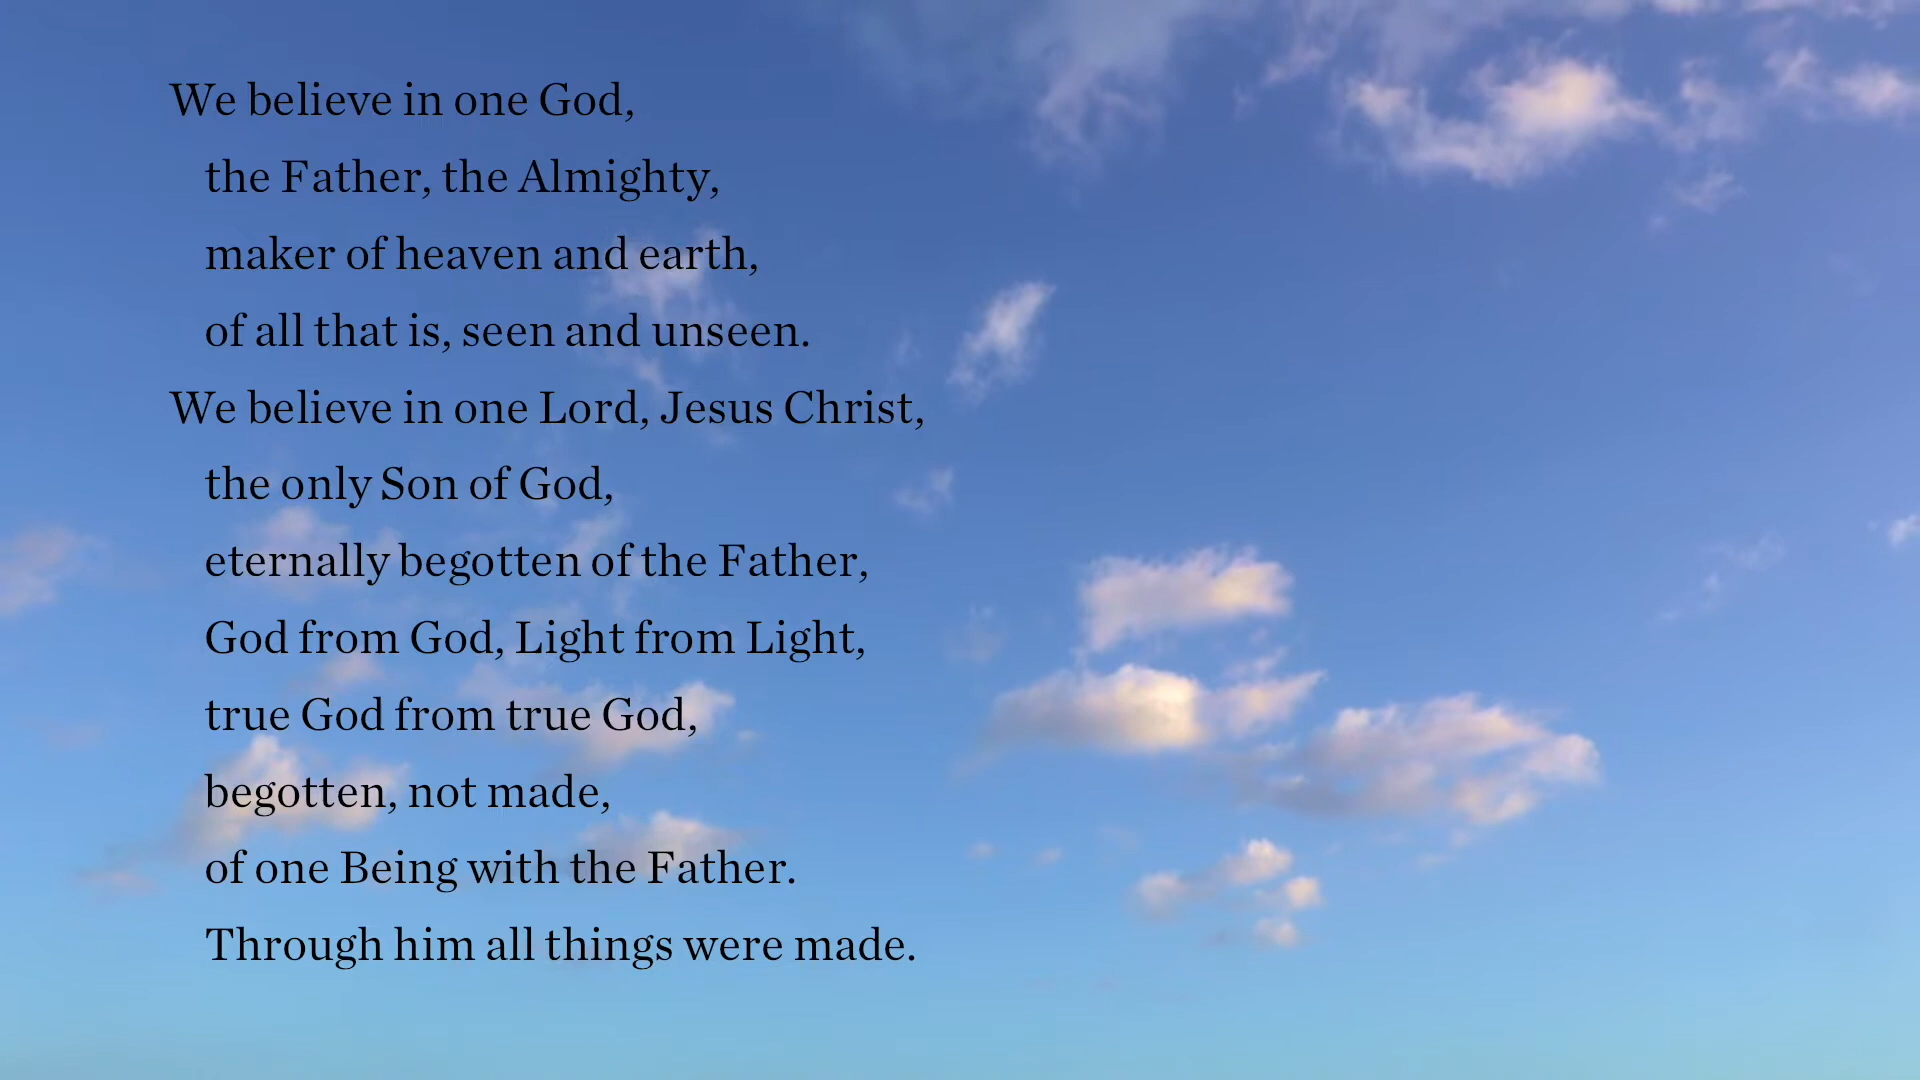 We believe in one God,
the Father, the Almighty,
maker of heaven and earth,
of all that is, seen and unseen.
We believe in one Lord, Jesus Christ,
the only Son of God,
eternally begotten of the Father,
God from God, Light from Light,
true God from true God,
begotten, not made,
of one Being with the Father.
Through him all things were made.